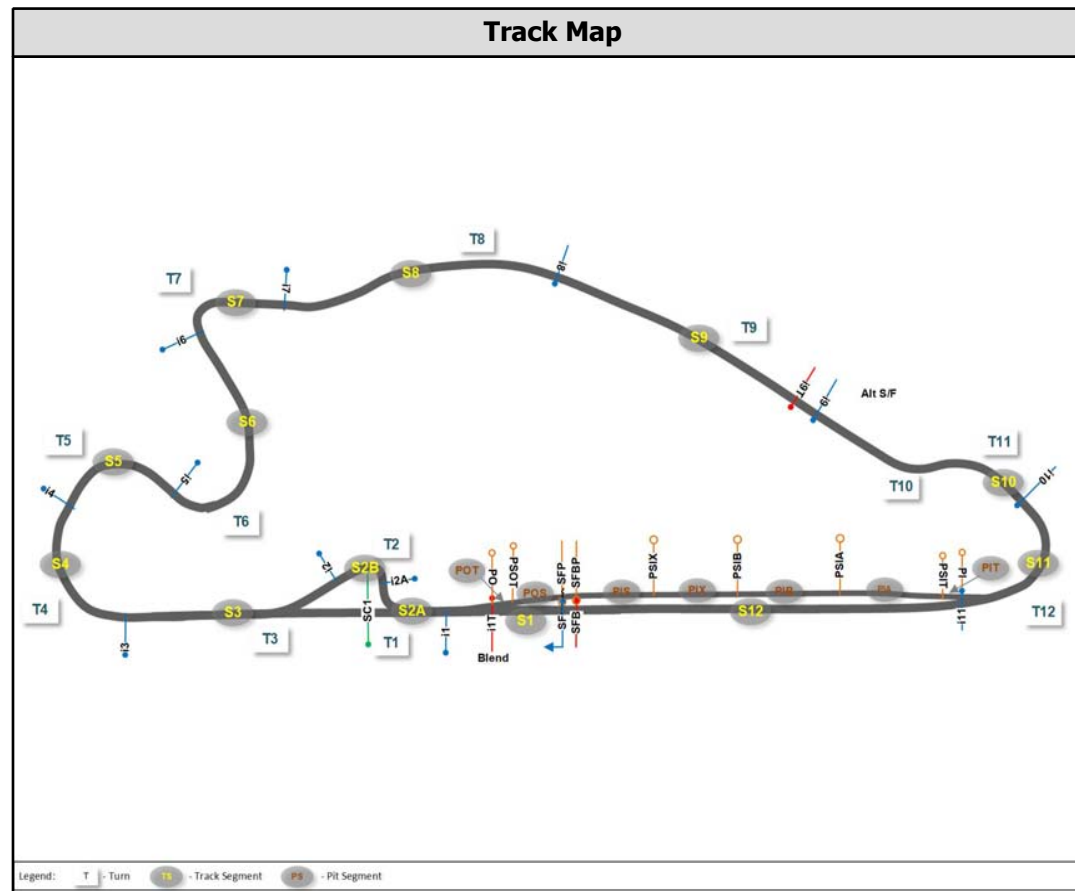 Track Map
T8
i8
S8
T7
i7
S7
T9
S9
i6
i9T
i9
Alt S/F
S6
T5
T11
S5
S10
i10
i5
T10
i4
T6
PSIX
PSIB
PSIA
T2
PO
PSOT
SFP
SFBP
PSIT
PI
PIT
S4
i2
S2B
POT
S11
i2A
POS
PIS
PIX
PIB
PIA
T4
S3
SC1
S2A
S1
S12
T12
T3
T1
i1
i1T
SF
SFB
i11
i3
Blend
Legend: T - Turn TS - Track Segment PS - Pit Segment